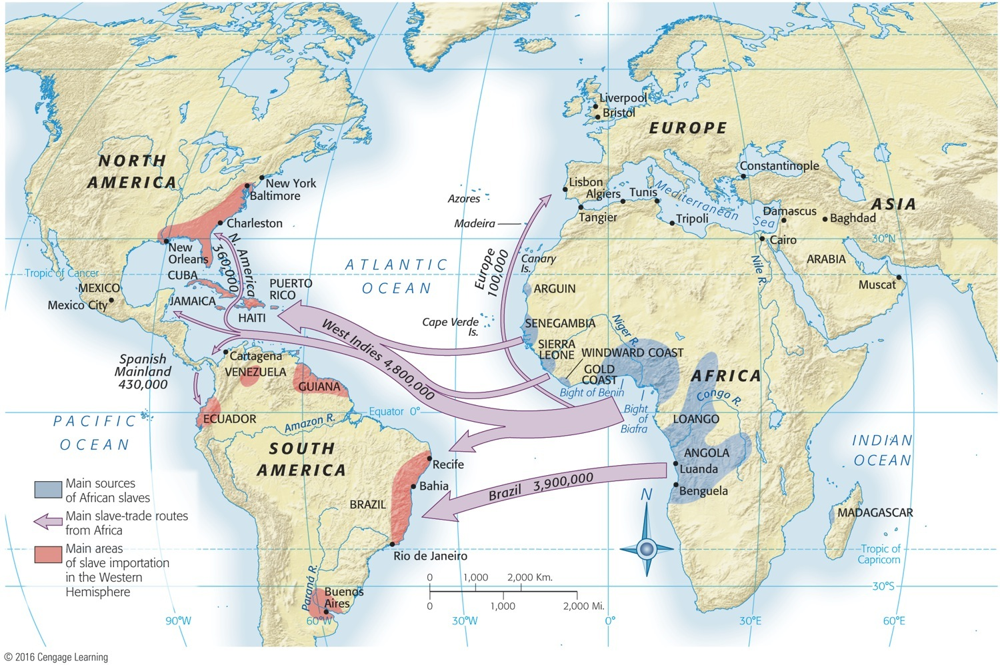 Liverpool
Bristol
EUROPE
NORTH
AMERICA
New York
Baltimore
Constantinople
Lisbon
Algiers
Tunis
Mediterranean Sea
Azores
Madeira
Tangier
Tripoli
Damascus
Baghdad
ASIA
Charleston
30°N
Cairo
New
Orleans
N. America
360,000
ATLANTIC
OCEAN
Europe
100,000
Canary
Is.
ARABIA
Nile R.
Tropic of Cancer
CUBA
MEXICO
Mexico City
JAMAICA
PUERTO
RICO
HAITI
ARGUIN
Muscat
Cape Verde
Is.
SENEGAMBIA
Niger R.
West Indies 4,800,000
SIERRA
LEONE
WINDWARD COAST
GOLD
COAST
AFRICA
Spanish
Mainland
430,000
Cartagena
VENEZUELA
GUIANA
Bight of Benin
Bight
of
Biafra
Congo R.
Equator 0°
ECUADOR
Amazon R.
LOANGO
PACIFIC
OCEAN
SOUTH
AMERICA
INDIAN
OCEAN
ANGOLA
Luanda
Benguela
Recife
Bahia
BRAZIL
Brazil 3,900,000
N
MADAGASCAR
Main sources
of African slaves
Main slave-trade routes
from Africa
Main areas
of slave importation
in the Western
Hemisphere
Rio de Janeiro
Tropic of
Capricorn
0 1,000 2,000 Km.
0 1,000 2,000 Mi.
30°S
Paraná R.
Buenos
Aires
90°W
60°W
30°W
0°
30°E
60°E
© 2016 Cengage Learning